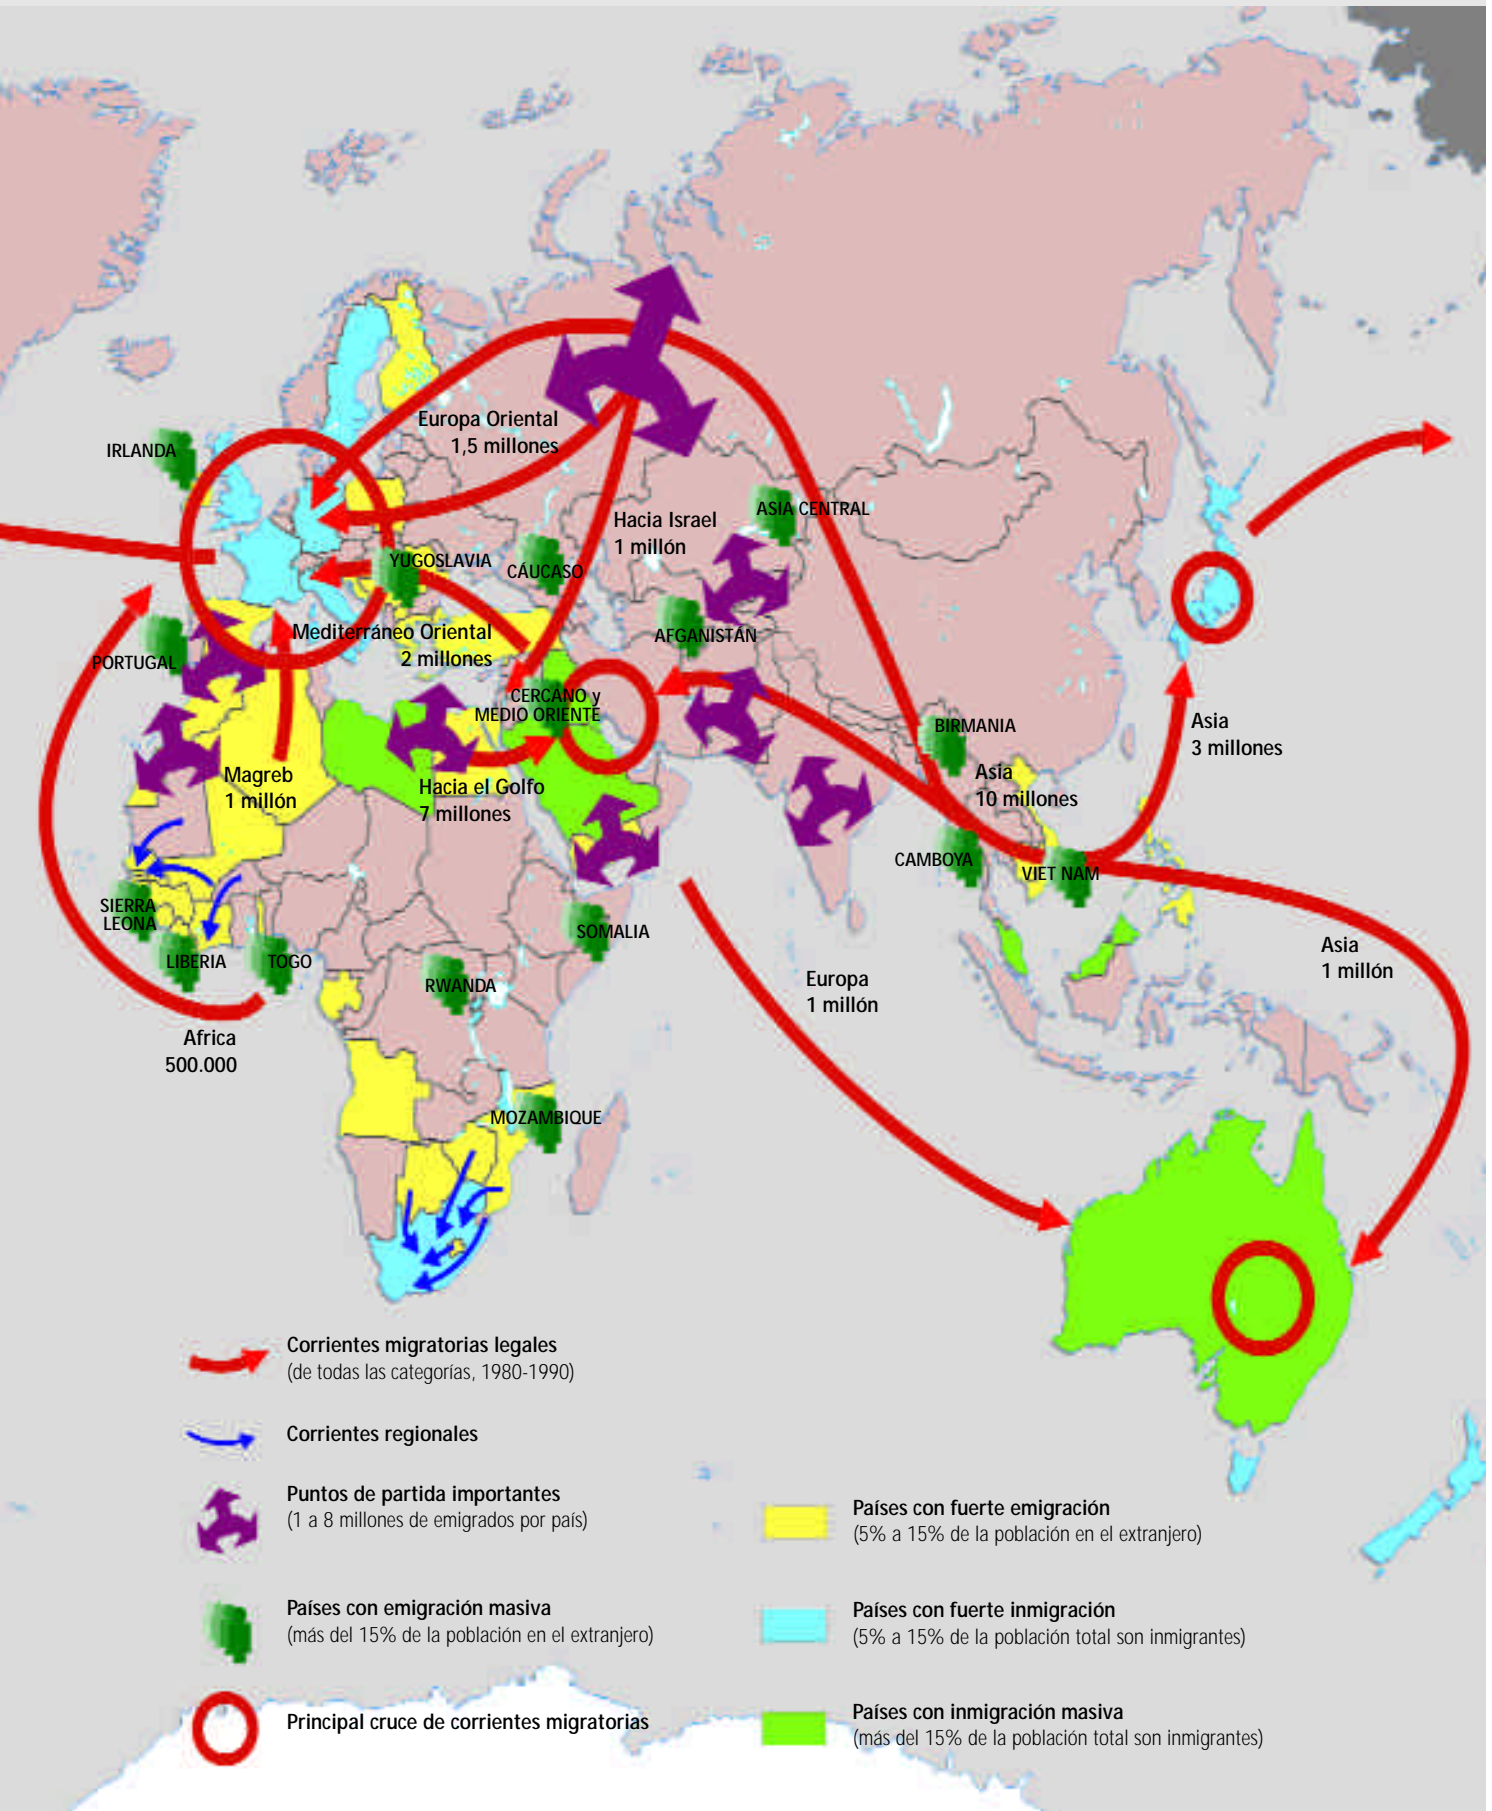 Europa Oriental
1,5 millones
IRLANDA
Hacia Israel
1 millón
ASIA CENTRAL
YUGOSLAVIA
CÁUCASO
Mediterráneo Oriental
2 millones
AFGANISTÁN
PORTUGAL
CERCANO y
MEDIO ORIENTE
BIRMANIA
Asia
3 millones
Magreb
1 millón
Hacia el Golfo
7 millones
Asia
10 millones
CAMBOYA
VIET NAM
SIERRA
LEONA
LIBERIA
TOGO
SOMALIA
RWANDA
Europa
1 millón
Asia
1 millón
Africa
500.000
MOZAMBIQUE
Corrientes migratorias legales
(de todas las categorías, 1980-1990)
Corrientes regionales
Puntos de partida importantes
(1 a 8 millones de emigrados por país)
Países con emigración masiva
(más del 15% de la población en el extranjero)
Principal cruce de corrientes migratorias
Países con fuerte emigración
(5% a 15% de la población en el extranjero)
Países con fuerte inmigración
(5% a 15% de la población total son inmigrantes)
Países con inmigración masiva
(más del 15% de la población total son inmigrantes)